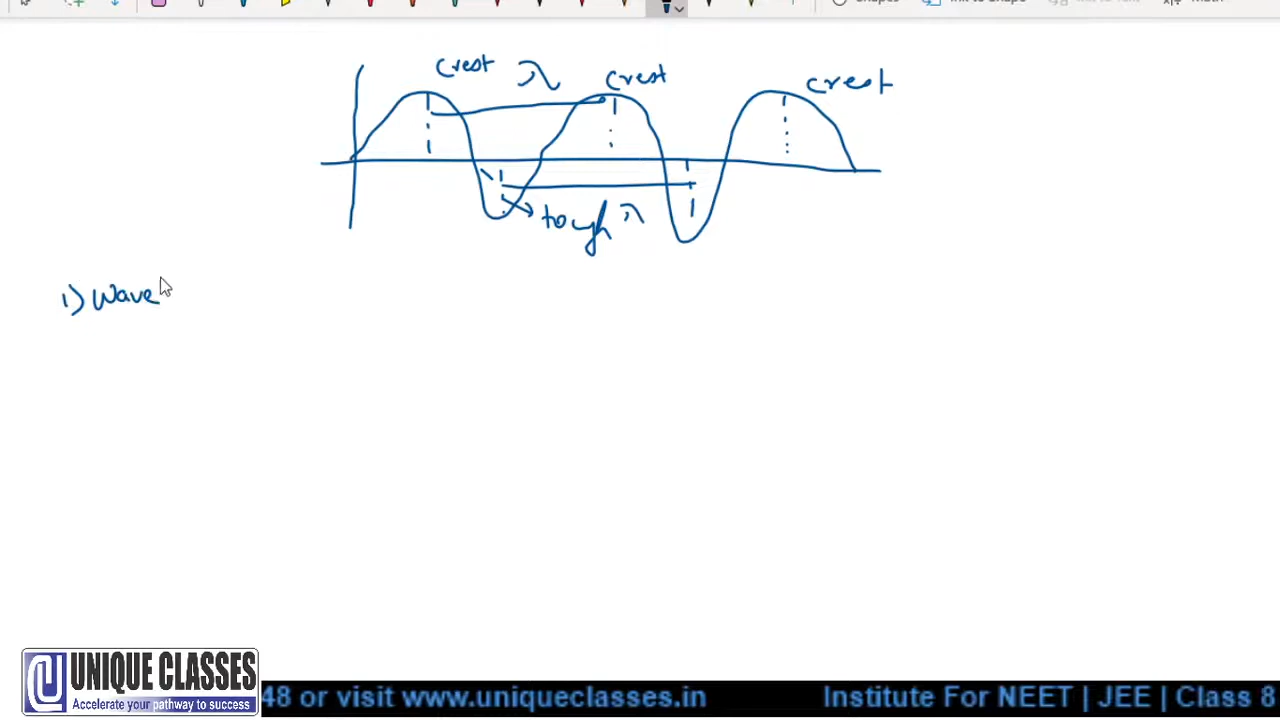 crest λ crest crest
tough λ
1) Wave
UNIQUE CLASSES
Accelerate your pathway to success
48 or visit www.uniqueclasses.in Institute For NEET | JEE | Class 8